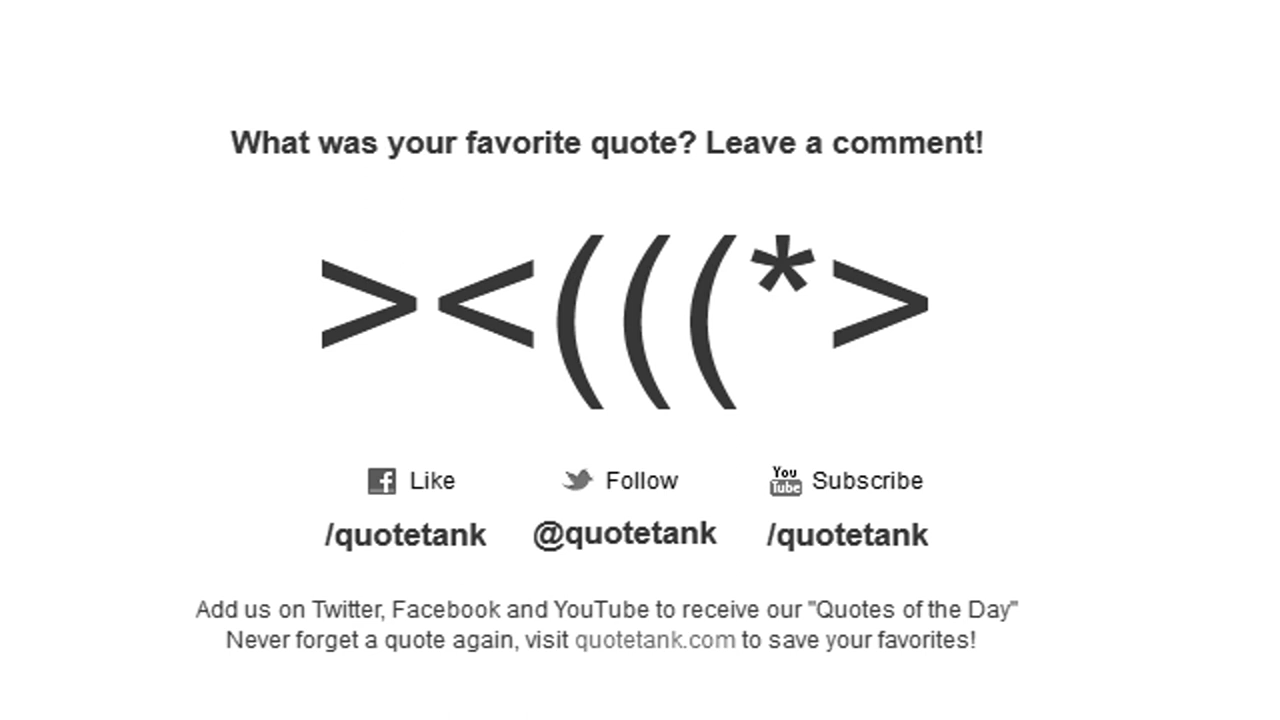 What was your favorite quote? Leave a comment!
><(((*>
Like Follow You Tube Subscribe
/quotetank @quotetank /quotetank
Add us on Twitter, Facebook and YouTube to receive our "Quotes of the Day"
Never forget a quote again, visit quotetank.com to save your favorites!